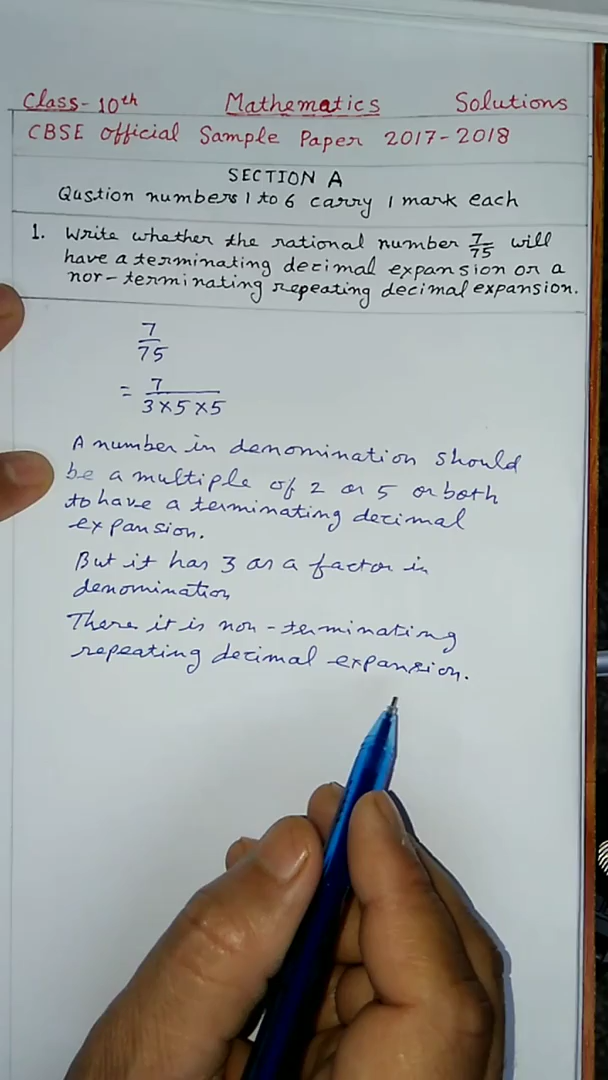 Class-10th Mathematics Solutions
CBSE Official Sample Paper 2017-2018
SECTION A
Qustion numbers 1 to 6 carry 1 mark each
1. Write whether the rational number 7/75 will
have a terminating decimal expansion or a
nor-terminating repeating decimal expansion.
7/75
= 7/3×5×5
A number in denomination should
be a multiple of 2 or 5 or both
to have a terminating decimal
expansion.
But it has 3 as a factor in
denomination
There it is non-terminating
repeating decimal expansion.